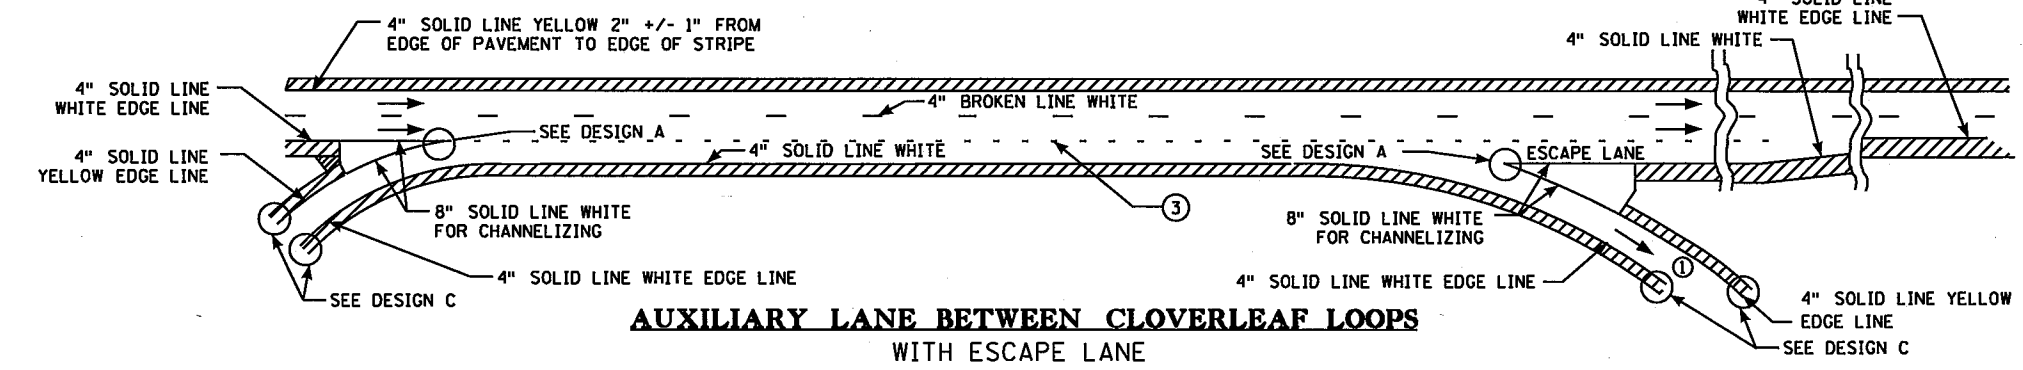 4" SOLID LINE YELLOW 2" +/- 1" FROM
EDGE OF PAVEMENT TO EDGE OF STRIPE
4" SOLID LINE
WHITE EDGE LINE
4" SOLID LINE WHITE
4" SOLID LINE
WHITE EDGE LINE
4" BROKEN LINE WHITE
SEE DESIGN A
4" SOLID LINE
YELLOW EDGE LINE
4" SOLID LINE WHITE
SEE DESIGN A
ESCAPE LANE
8" SOLID LINE WHITE
FOR CHANNELIZING
3
8" SOLID LINE WHITE
FOR CHANNELIZING
4" SOLID LINE WHITE EDGE LINE
4" SOLID LINE WHITE EDGE LINE
1
SEE DESIGN C
4" SOLID LINE YELLOW
EDGE LINE
SEE DESIGN C
AUXILIARY LANE BETWEEN CLOVERLEAF LOOPS
WITH ESCAPE LANE